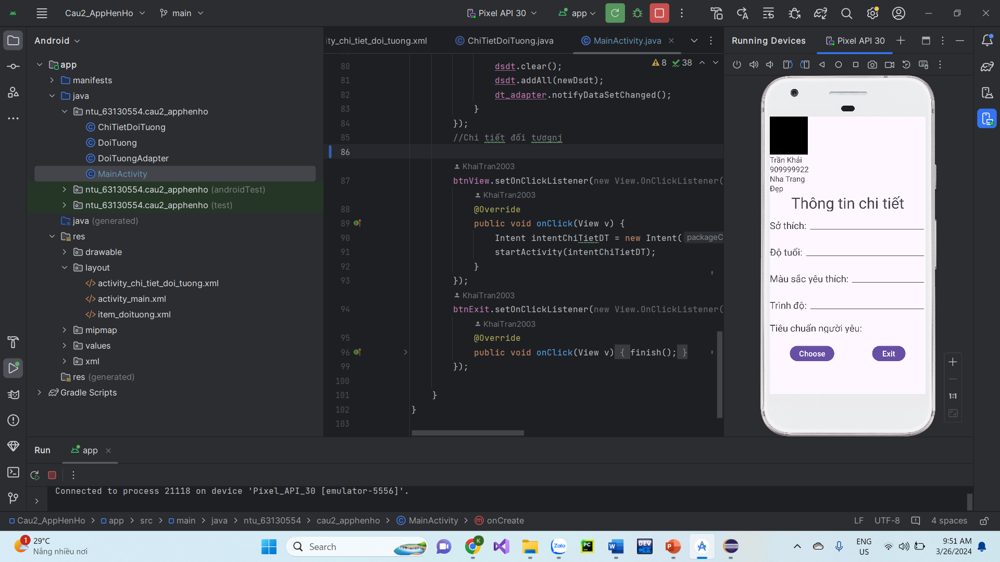 Cau2_AppHenHo
main
Pixel API 30
app
Android
app
manifests
java
ntu_63130554.cau2_apphenho
ChiTietDoiTuong
DoiTuong
DoiTuongAdapter
MainActivity
ntu_63130554.cau2_apphenho (androidTest)
ntu_63130554.cau2_apphenho (test)
java (generated)
res
drawable
layout
activity_chi_tiet_doi_tuong.xml
activity_main.xml
item_doituong.xml
mipmap
values
xml
res (generated)
Gradle Scripts
ity_chi_tiet_doi_tuong.xml
ChiTietDoiTuong.java
MainActivity.java
8 38
80 dsdt.clear();
81 dsdt.addAll(newDsdt);
82 dt_adapter.notifyDataSetChanged();
83 }
84 });
85 //Chi tiết đối tươgnj
86
KhaiTran2003
87 btnView.setOnClickListener(new View.OnClickListener(
KhaiTran2003
88 @Override
89 public void onClick(View v) {
90 Intent intentChiTietDT = new Intent( packageC
91 startActivity(intentChiTietDT);
92 }
93 });
KhaiTran2003
94 btnExit.setOnClickListener(new View.OnClickListener(
KhaiTran2003
95 @Override
96 public void onClick(View v) { finish(); }
99 });
100
101 }
102 }
103
Running Devices
Pixel API 30
Trần Khải
909999922
Nha Trang
Đẹp
Thông tin chi tiết
Sở thích:
Độ tuổi:
Màu sắc yêu thích:
Trình độ:
Tiêu chuẩn người yêu:
Choose
Exit
1:1
Run
app
Connected to process 21118 on device 'Pixel_API_30 [emulator-5556]'.
Cau2_AppHenHo > app > src > main > java > ntu_63130554 > cau2_apphenho > MainActivity > onCreate
LF UTF-8 4 spaces
1
29°C
Nắng nhiều nơi
Search
K
Zalo
PC
W
DEV
P
ENG
US
9:51 AM
3/26/2024